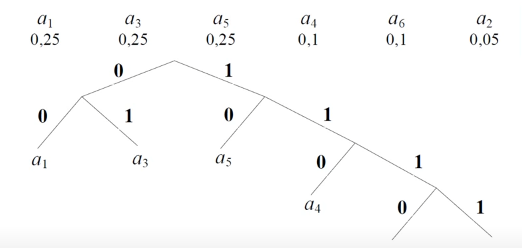 a₁ a₃ a₅ a₄ a₆ a₂
0,25 0,25 0,25 0,1 0,1 0,05
0 1
0 1 0 1
a₁ a₃ a₅ 0 1
a₄ 0 1